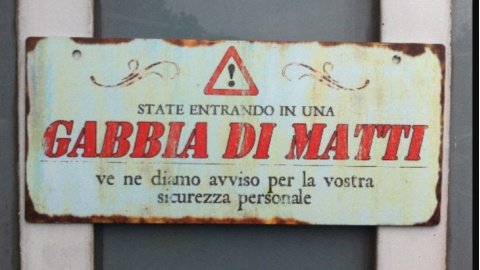 !
STATE ENTRANDO IN UNA
GABBIA DI MATTI
ve ne diamo avviso per la vostra
sicurezza personale